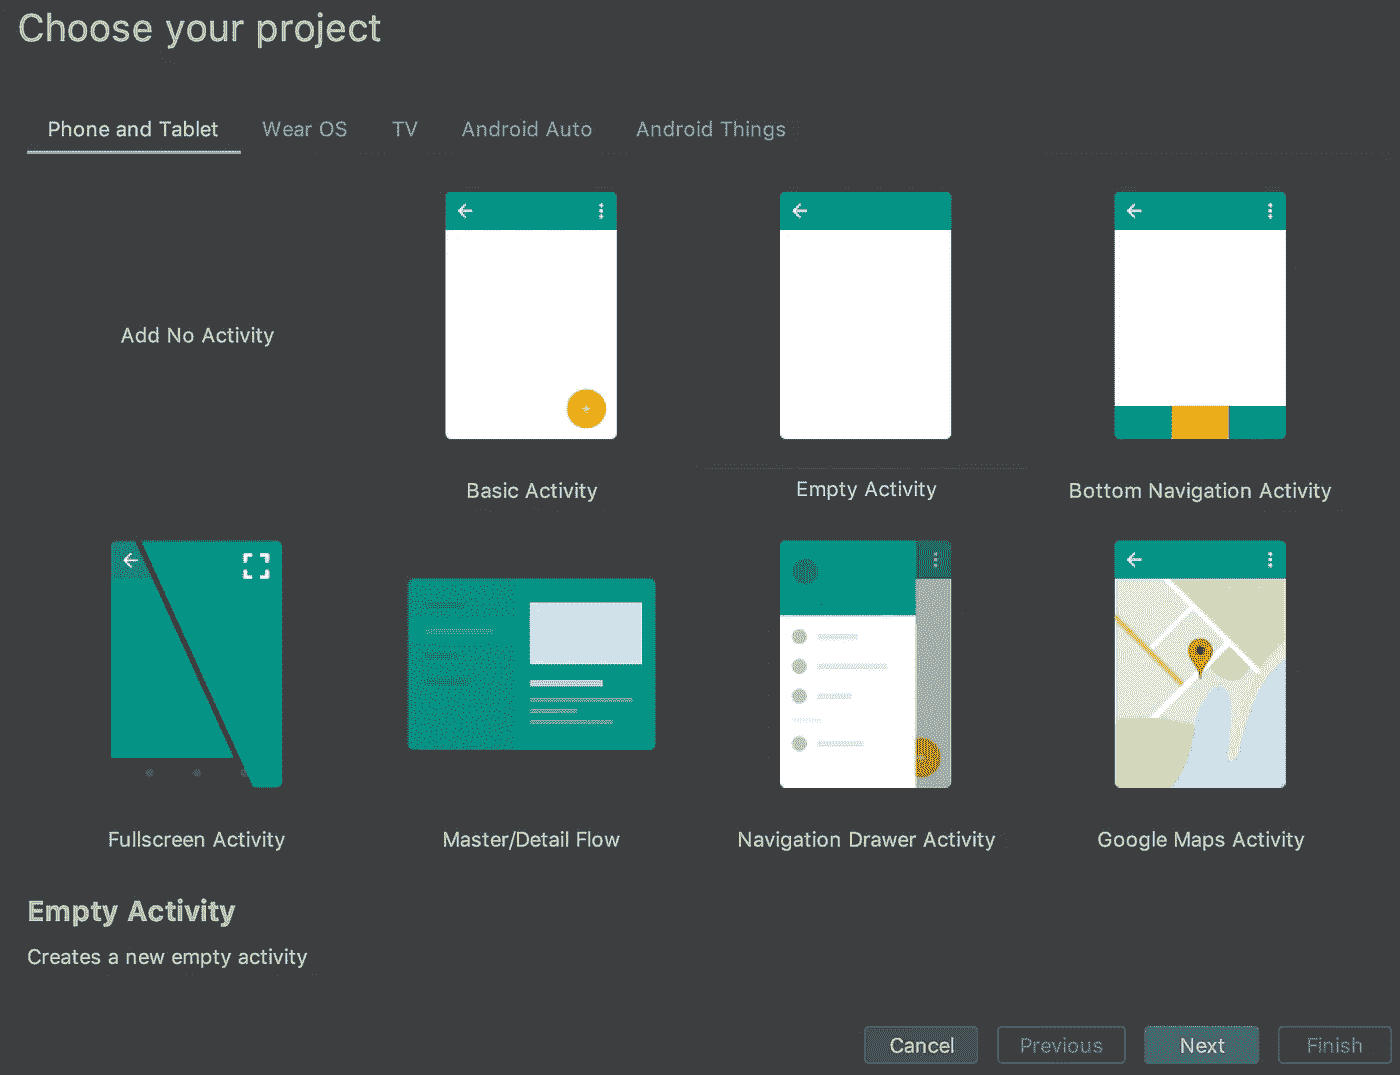 Choose your project
Phone and Tablet Wear OS TV Android Auto Android Things
Add No Activity
Basic Activity
Empty Activity
Bottom Navigation Activity
Fullscreen Activity
Master/Detail Flow
Navigation Drawer Activity
Google Maps Activity
Empty Activity
Creates a new empty activity
Cancel Previous Next Finish